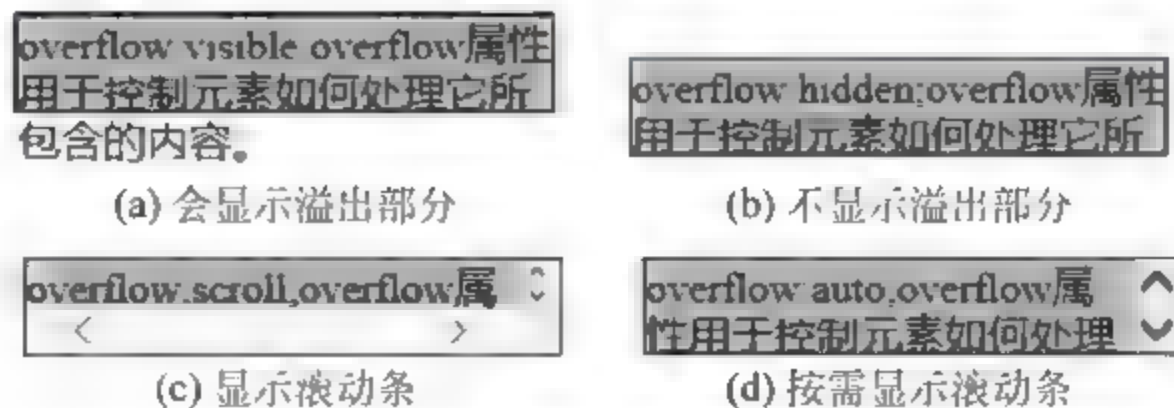 overflow visible overflow属性
用于控制元素如何处理它所
包含的内容。
(a) 会显示溢出部分
overflow hidden;overflow属性
用于控制元素如何处理它所
(b) 不显示溢出部分
overflow.scroll,overflow属
(c) 显示滚动条
overflow auto,overflow属
性用于控制元素如何处理
(d) 按需显示滚动条